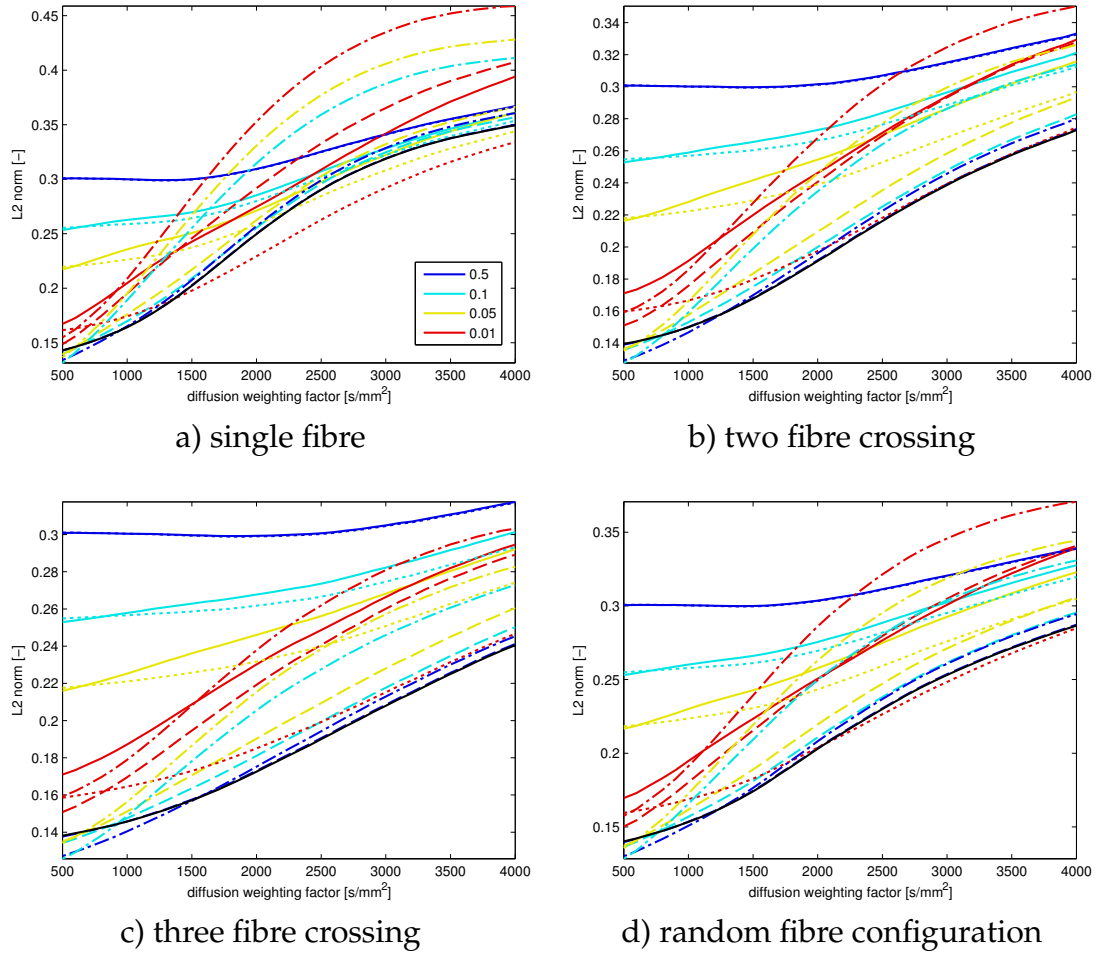 0.45
0.4
0.35
0.3
0.25
0.2
0.15
L2 norm [–]
500 1000 1500 2000 2500 3000 3500 4000
diffusion weighting factor [s/mm²]
0.5
0.1
0.05
0.01
a) single fibre
0.34
0.32
0.3
0.28
0.26
0.24
0.22
0.2
0.18
0.16
0.14
L2 norm [–]
500 1000 1500 2000 2500 3000 3500 4000
diffusion weighting factor [s/mm²]
b) two fibre crossing
0.3
0.28
0.26
0.24
0.22
0.2
0.18
0.16
0.14
L2 norm [–]
500 1000 1500 2000 2500 3000 3500 4000
diffusion weighting factor [s/mm²]
c) three fibre crossing
0.35
0.3
0.25
0.2
0.15
L2 norm [–]
500 1000 1500 2000 2500 3000 3500 4000
diffusion weighting factor [s/mm²]
d) random fibre configuration